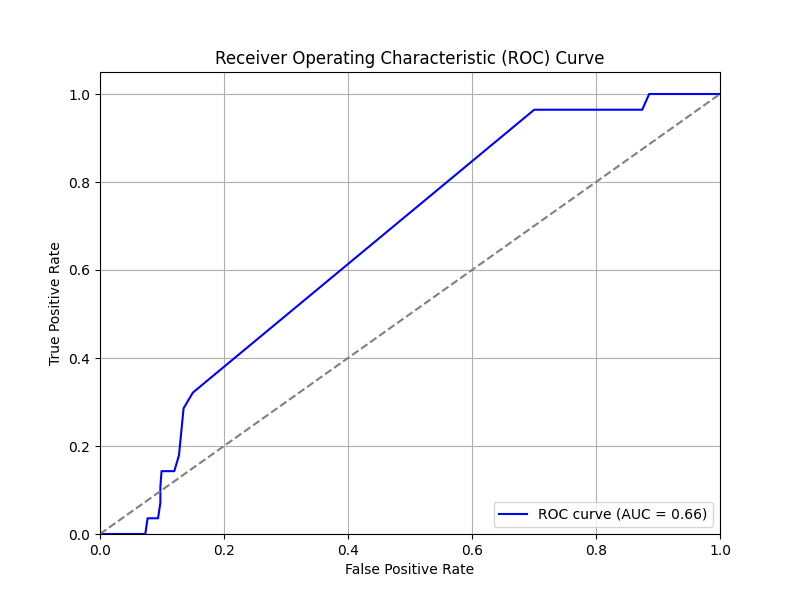 Receiver Operating Characteristic (ROC) Curve
True Positive Rate
1.0
0.8
0.6
0.4
0.2
0.0
ROC curve (AUC = 0.66)
0.0 0.2 0.4 0.6 0.8 1.0
False Positive Rate